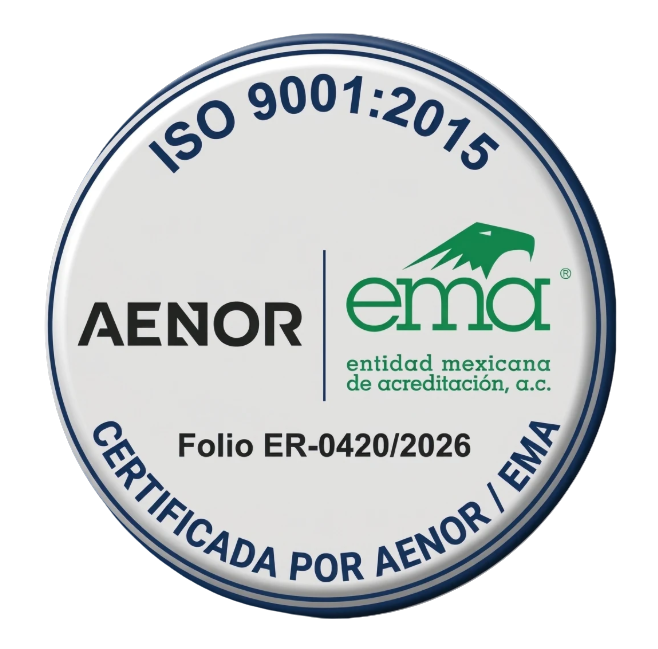 ISO 9001:2015
AENOR
ema®
entidad mexicana
de acreditación, a.c.
Folio ER-0420/2026
CERTIFICADA POR AENOR / EMA